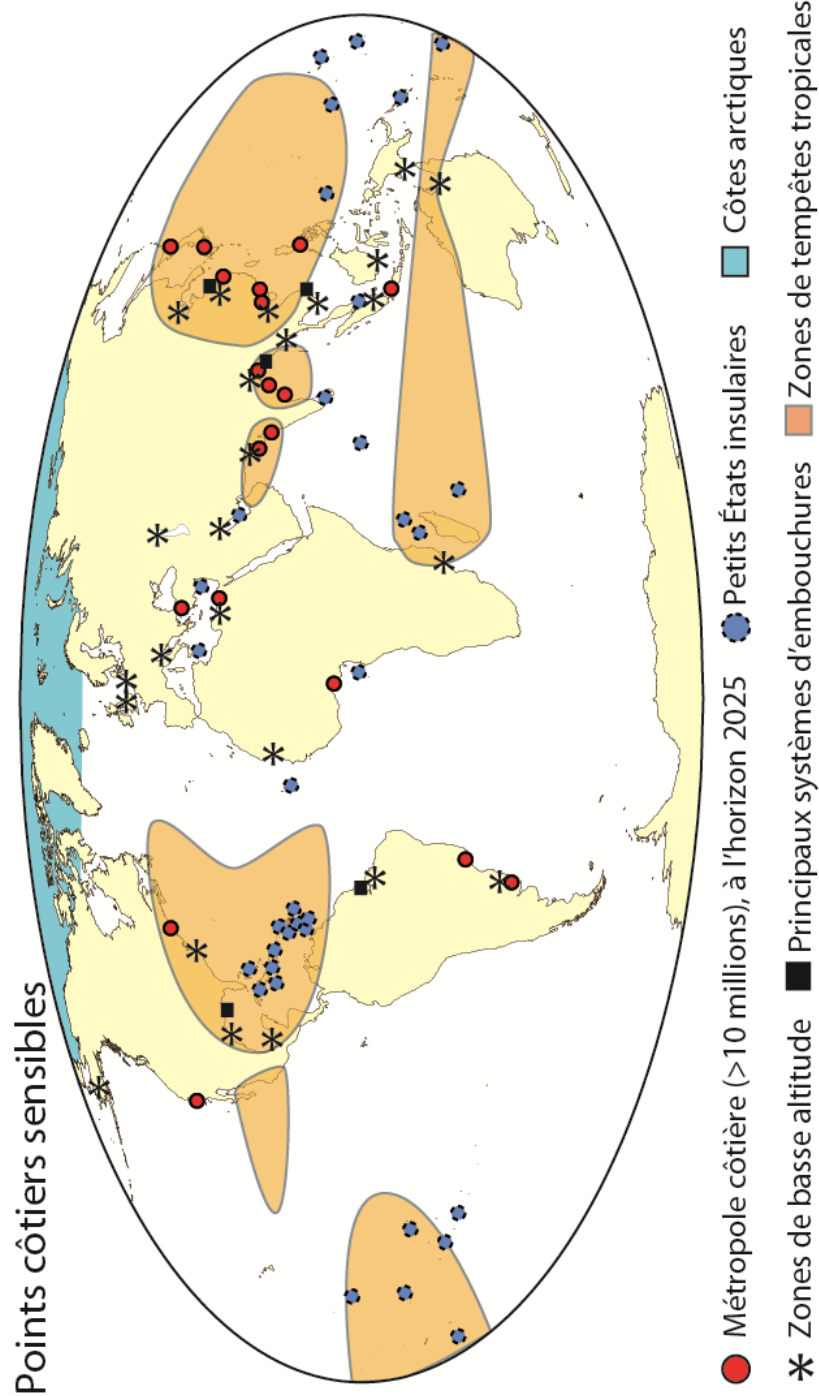 Points côtiers sensibles
Métropole côtière (>10 millions), à l'horizon 2025
Petits États insulaires
Côtes arctiques
Zones de basse altitude
Principaux systèmes d'embouchures
Zones de tempêtes tropicales